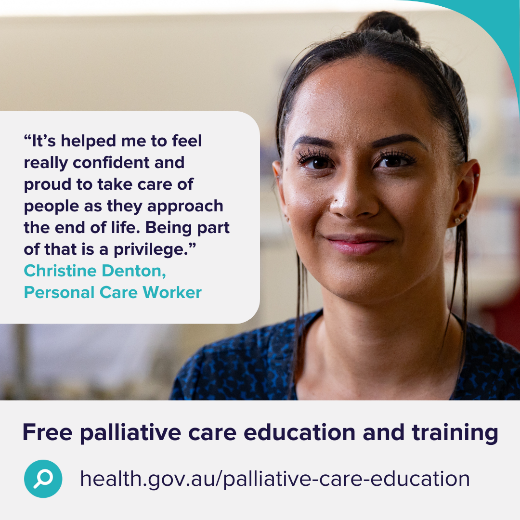 “It’s helped me to feel
really confident and
proud to take care of
people as they approach
the end of life. Being part
of that is a privilege.”
Christine Denton,
Personal Care Worker
Free palliative care education and training
health.gov.au/palliative-care-education